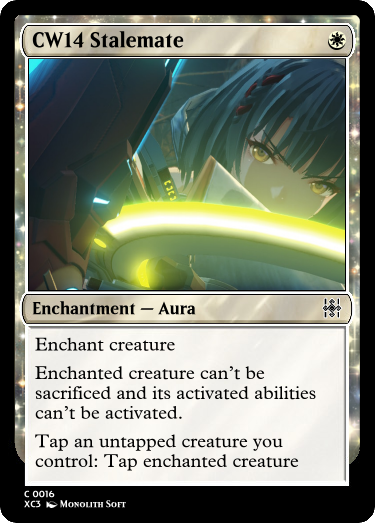 CW14 Stalemate
Enchantment — Aura
Enchant creature
Enchanted creature can't be
sacrificed and its activated abilities
can't be activated.
Tap an untapped creature you
control: Tap enchanted creature
C 0016
XC3 Monolith Soft